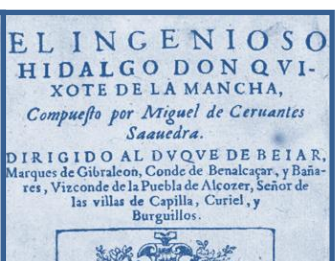 EL INGENIOSO
HIDALGO DON QVI-
XOTE DE LA MANCHA,
Compueſto por Miguel de Ceruantes
Saauedra.
DIRIGIDO AL DVQVE DE BEIAR,
Marques de Gibraleon, Conde de Benalcaçar, y Baña-
res, Vizconde de la Puebla de Alcozer, Señor de
las villas de Capilla, Curiel, y
Burguillos.